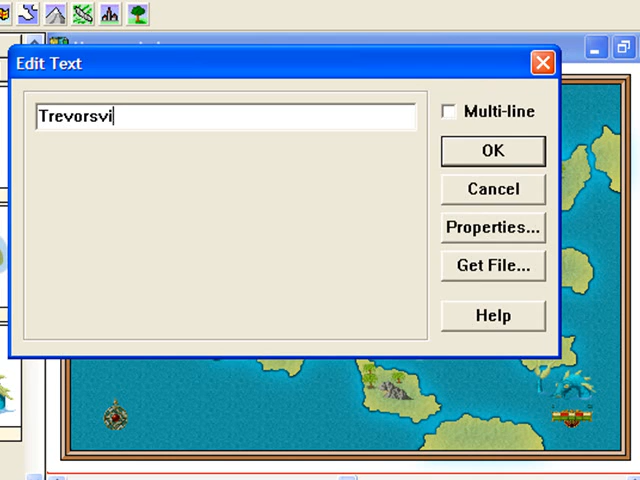 Edit Text
Trevorsvi
Multi-line
OK
Cancel
Properties...
Get File...
Help